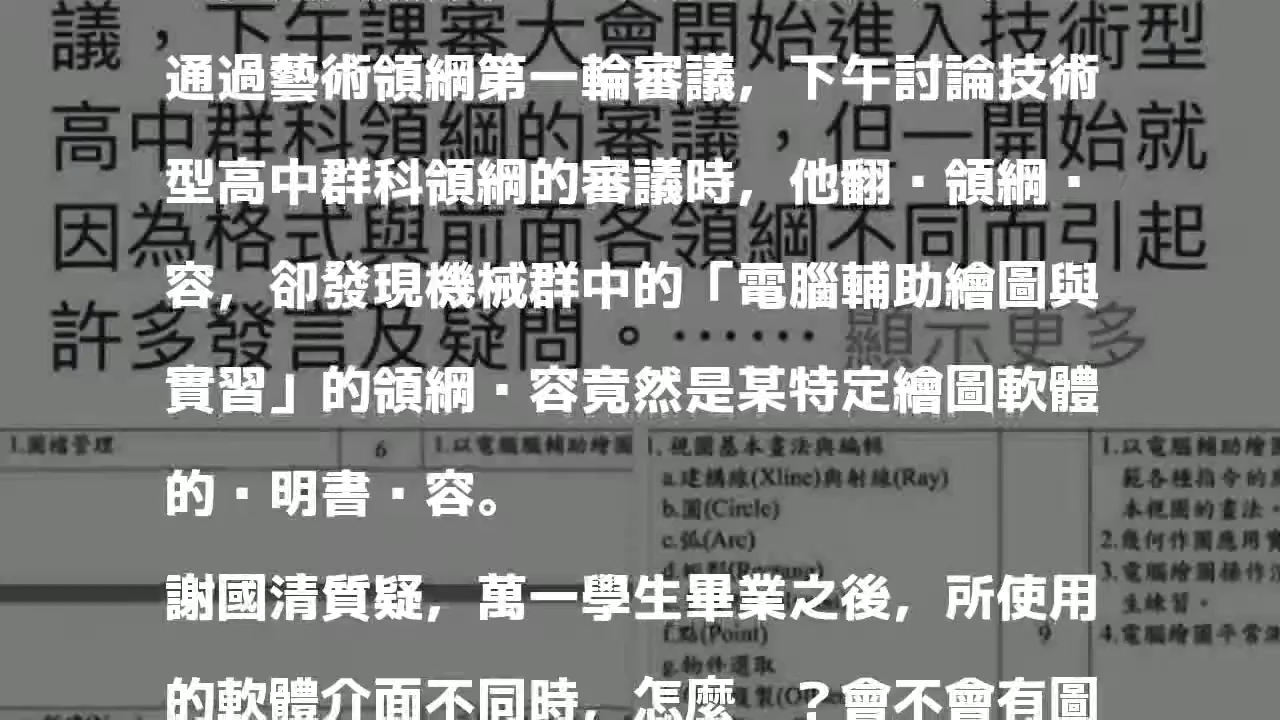 議，下午課審大會開始進入技術型
高中群科領綱的審議，但一開始就
因為格式與前面各領綱不同而引起
許多發言及疑問。…… 顯示更多
通過藝術領綱第一輪審議，下午討論技術
型高中群科領綱的審議時，他翻▪領綱▪
容，卻發現機械群中的「電腦輔助繪圖與
實習」的領綱▪容竟然是某特定繪圖軟體
的▪明書▪容。
謝國清質疑，萬一學生畢業之後，所使用
的軟體介面不同時，怎麼 ？會不會有圖
1.圖檔管理
6
1.以電腦輔助繪圖
1.視圖基本畫法與編輯
a.建構線(Xline)與射線(Ray)
b.圓(Circle)
c.弧(Arc)
f.點(Point)
g.物件選取
9
1.以電腦輔助繪圖
範各種指令的
本視圖的畫法。
2.幾何作圖應用
3.電腦繪圖操作
生練習。
4.電腦繪圖平常